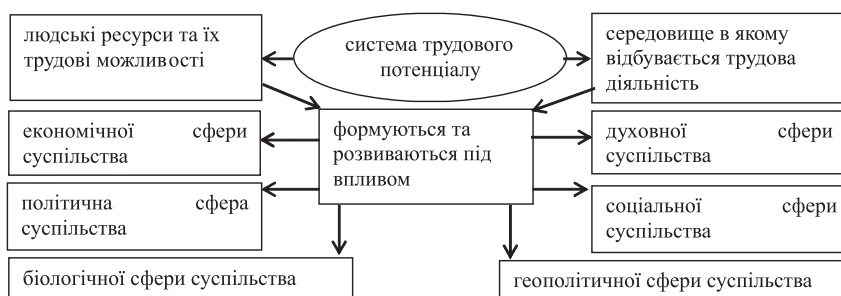 людські ресурси та їх
трудові можливості
система трудового
потенціалу
середовище в якому
відбувається трудова
діяльність
економічної сфери
суспільства
формуються та
розвиваються під
впливом
духовної сфери
суспільства
політична сфера
суспільства
соціальної сфери
суспільства
біологічної сфери суспільства
геополітичної сфери суспільства